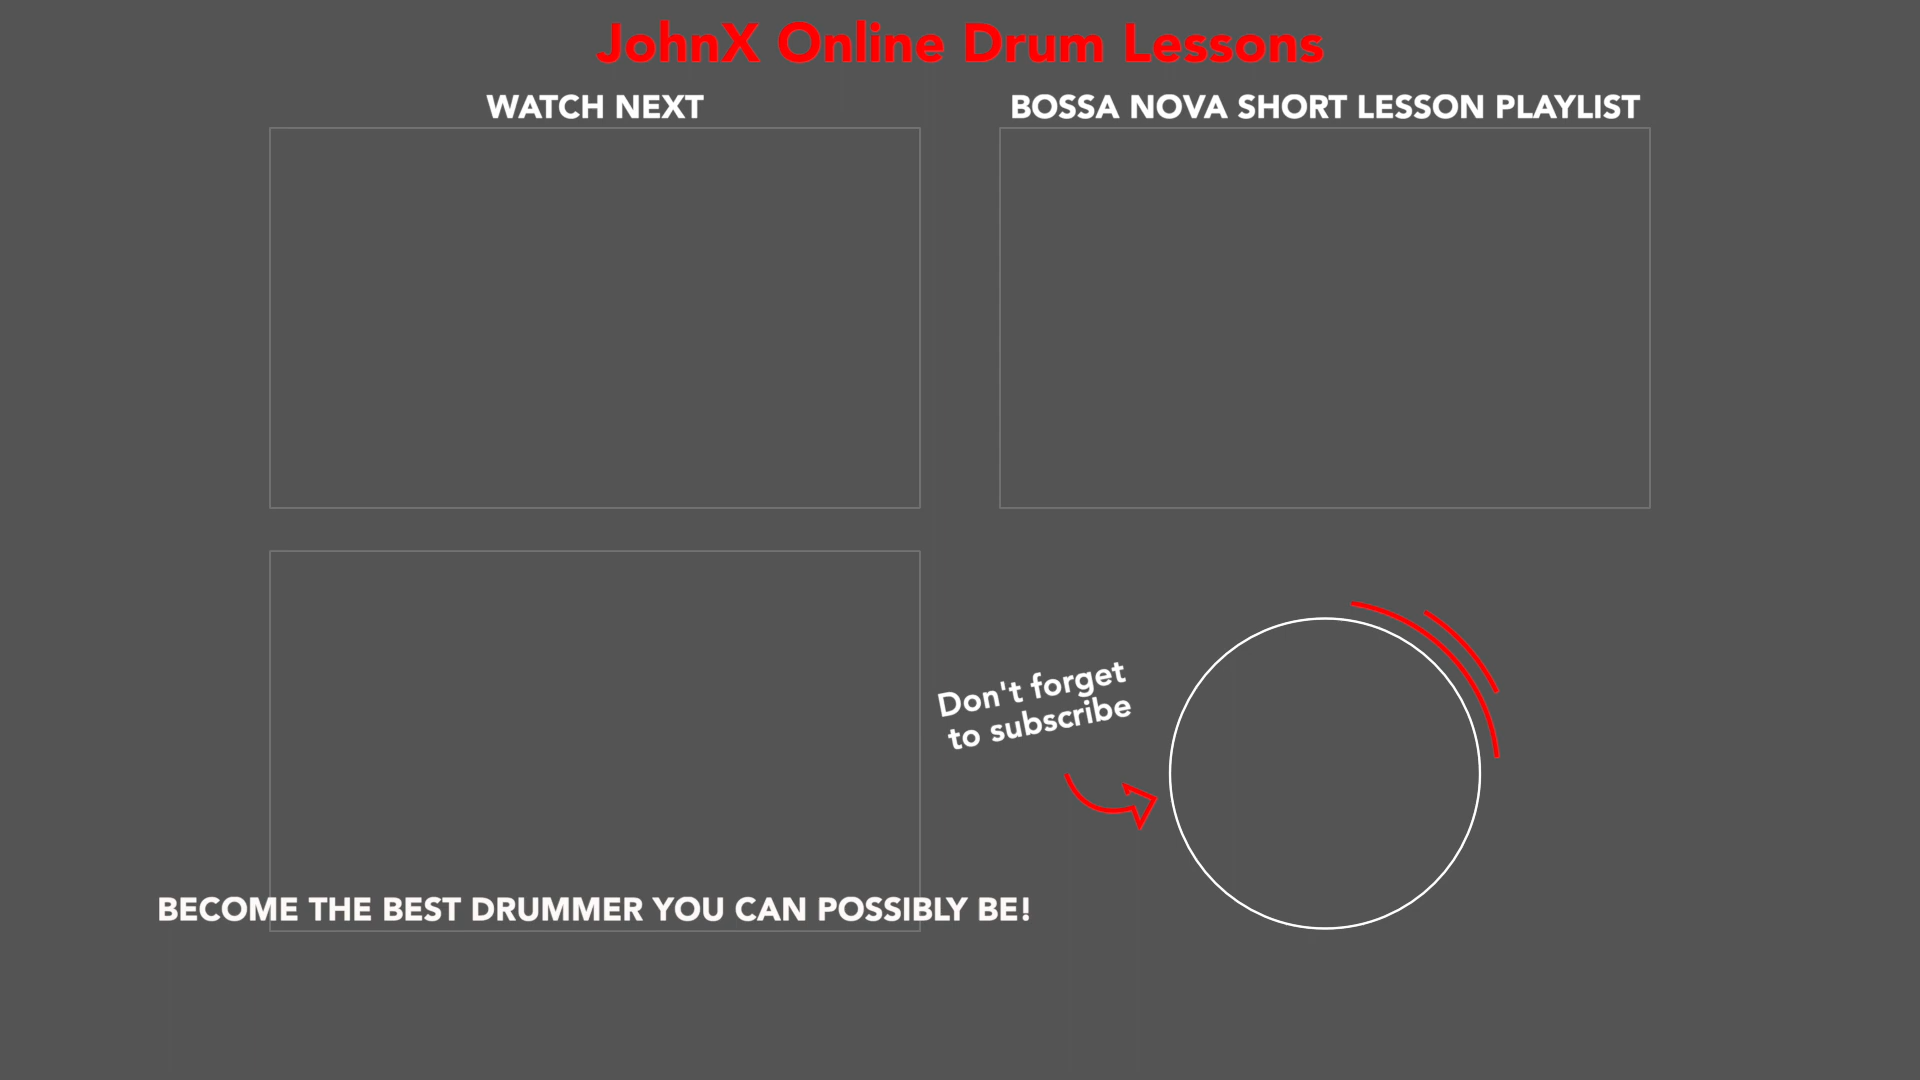 JohnX Online Drum Lessons
WATCH NEXT
BOSSA NOVA SHORT LESSON PLAYLIST
Don't forget
to subscribe
BECOME THE BEST DRUMMER YOU CAN POSSIBLY BE!